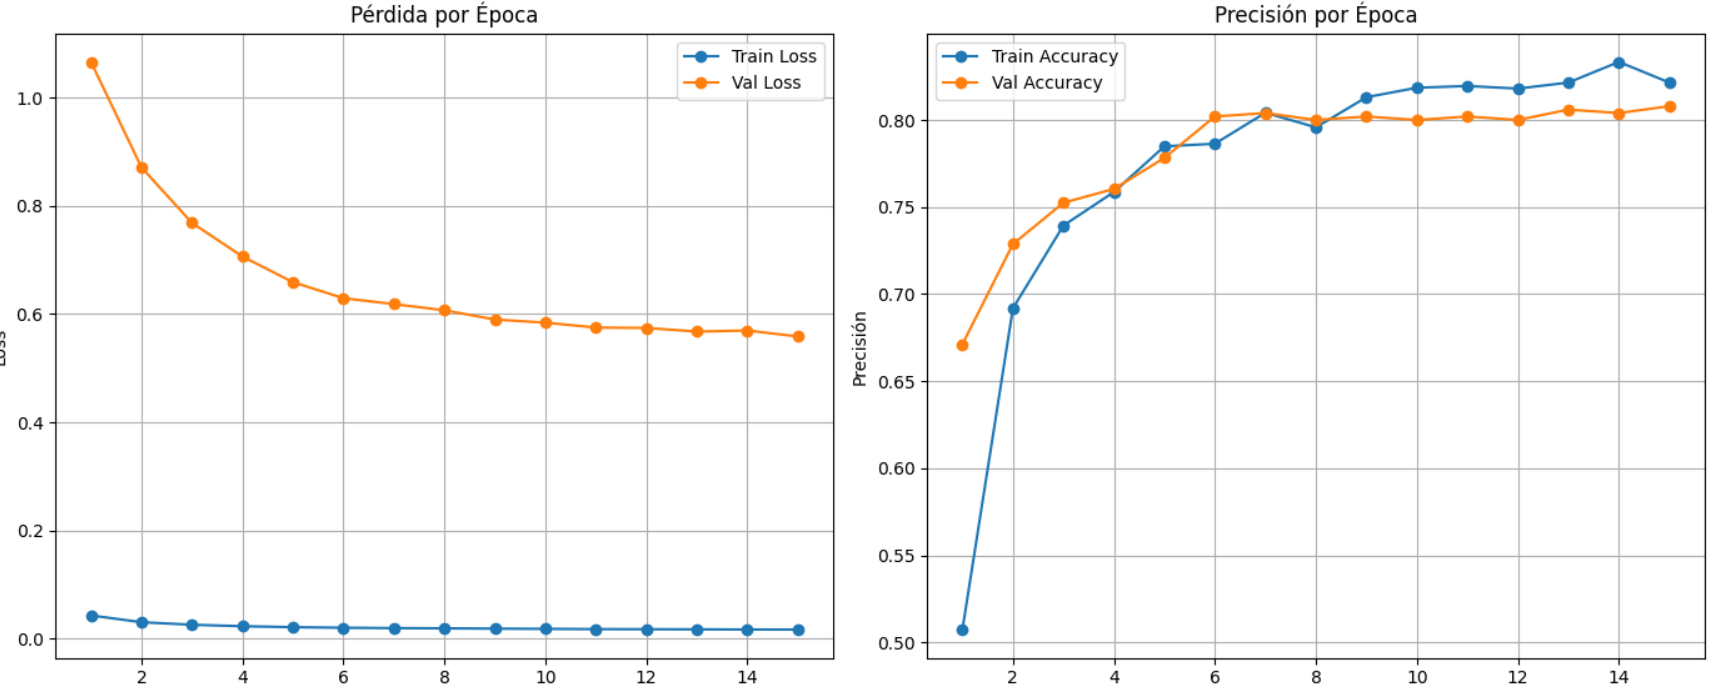 Pérdida por Época
Train Loss
Val Loss
1.0
0.8
0.6
0.4
0.2
0.0
Loss
2 4 6 8 10 12 14
Precisión por Época
Train Accuracy
Val Accuracy
0.80
0.75
0.70
0.65
0.60
0.55
0.50
Precisión
2 4 6 8 10 12 14